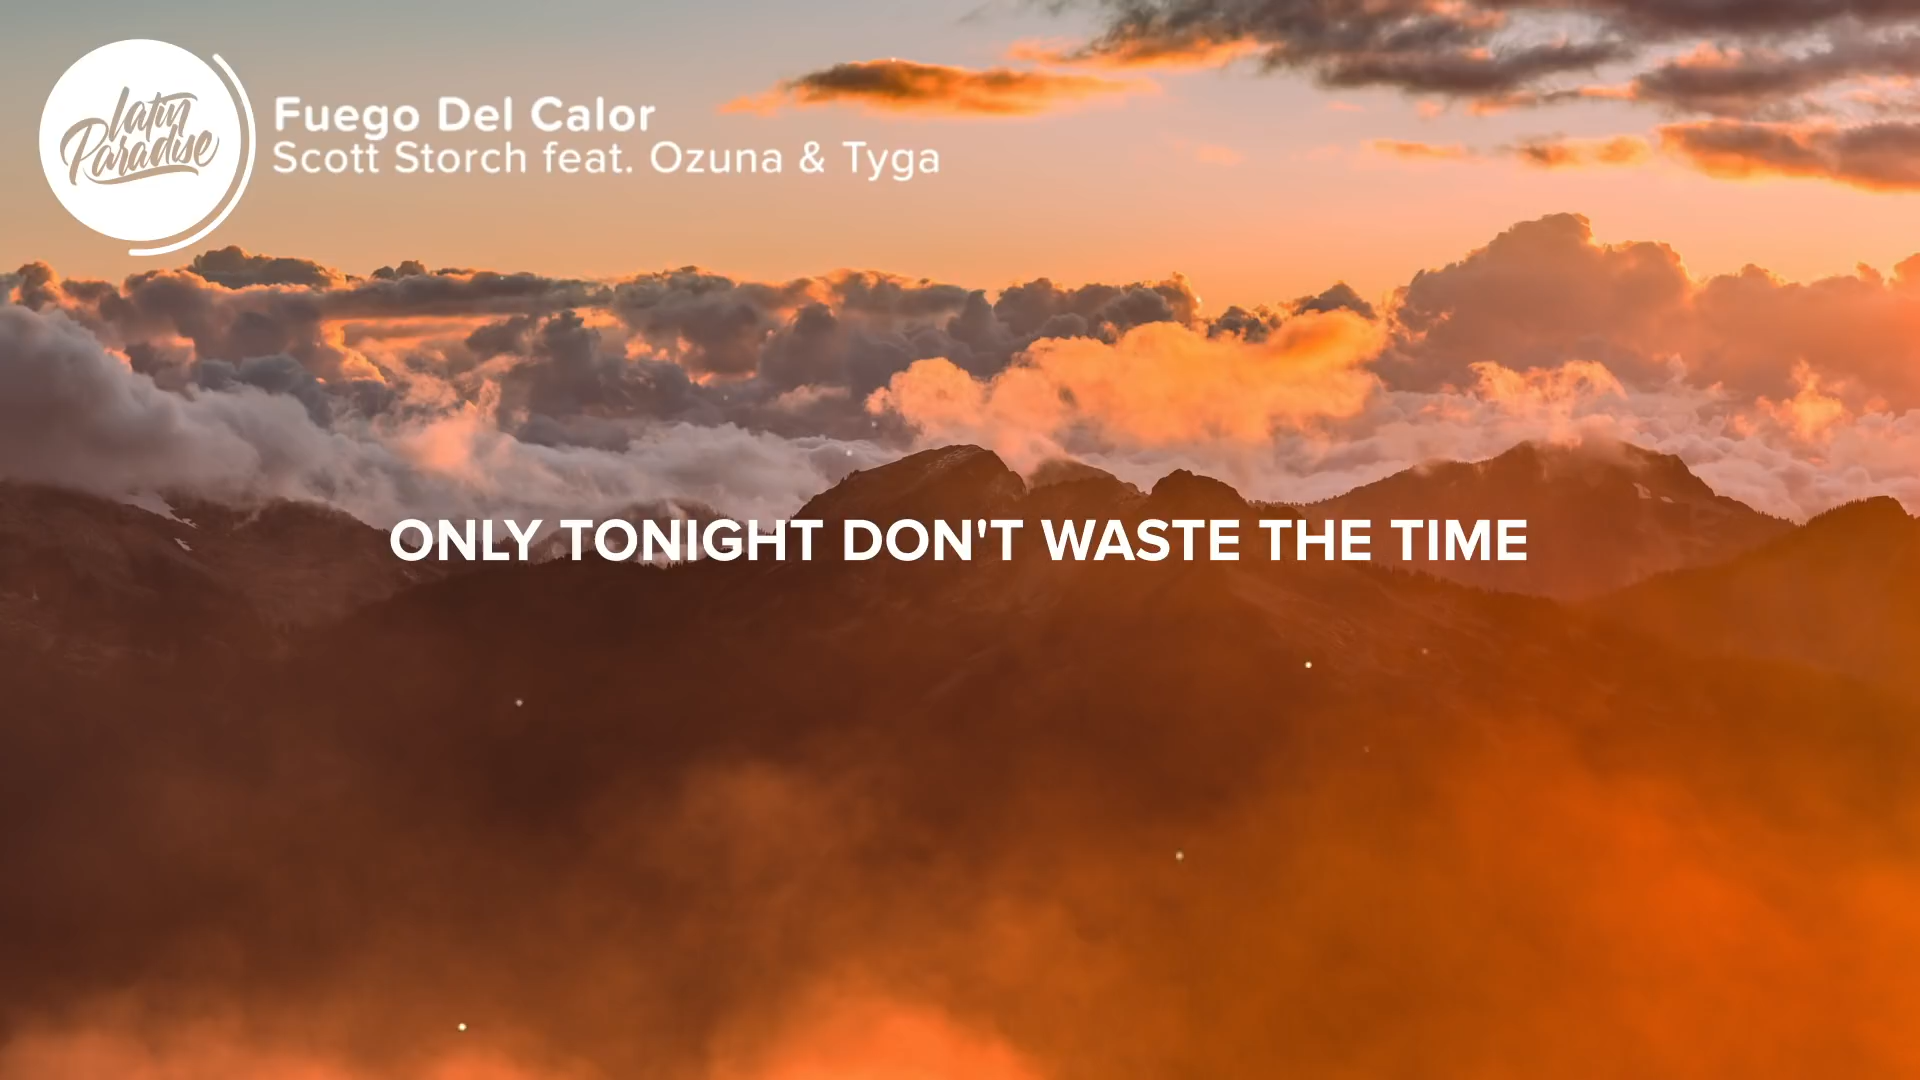 latin
Paradise
Fuego Del Calor
Scott Storch feat. Ozuna & Tyga
ONLY TONIGHT DON'T WASTE THE TIME